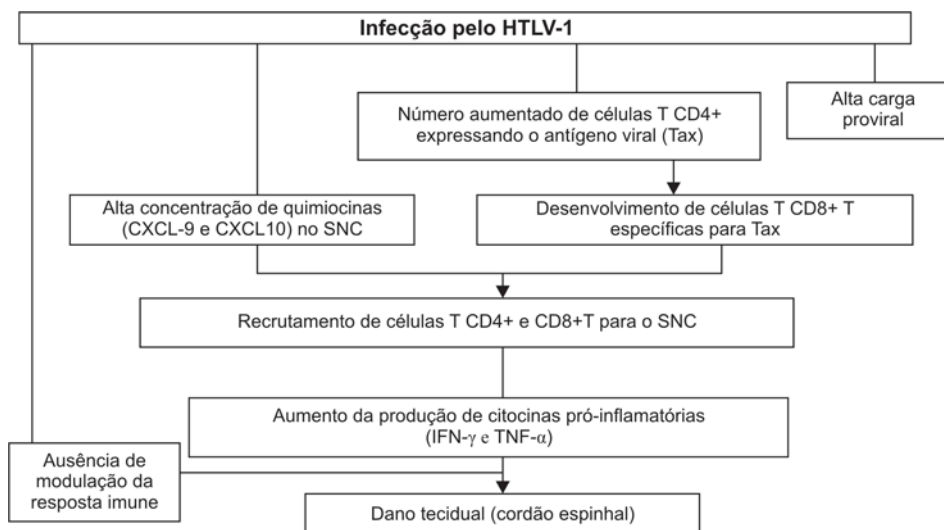 Infecção pelo HTLV-1
Número aumentado de células T CD4+
expressando o antígeno viral (Tax)
Alta carga
proviral
Alta concentração de quimiocinas
(CXCL-9 e CXCL10) no SNC
Desenvolvimento de células T CD8+ T
específicas para Tax
Recrutamento de células T CD4+ e CD8+T para o SNC
Aumento da produção de citocinas pró-inflamatórias
(IFN-γ e TNF-α)
Ausência de
modulação da
resposta imune
Dano tecidual (cordão espinhal)